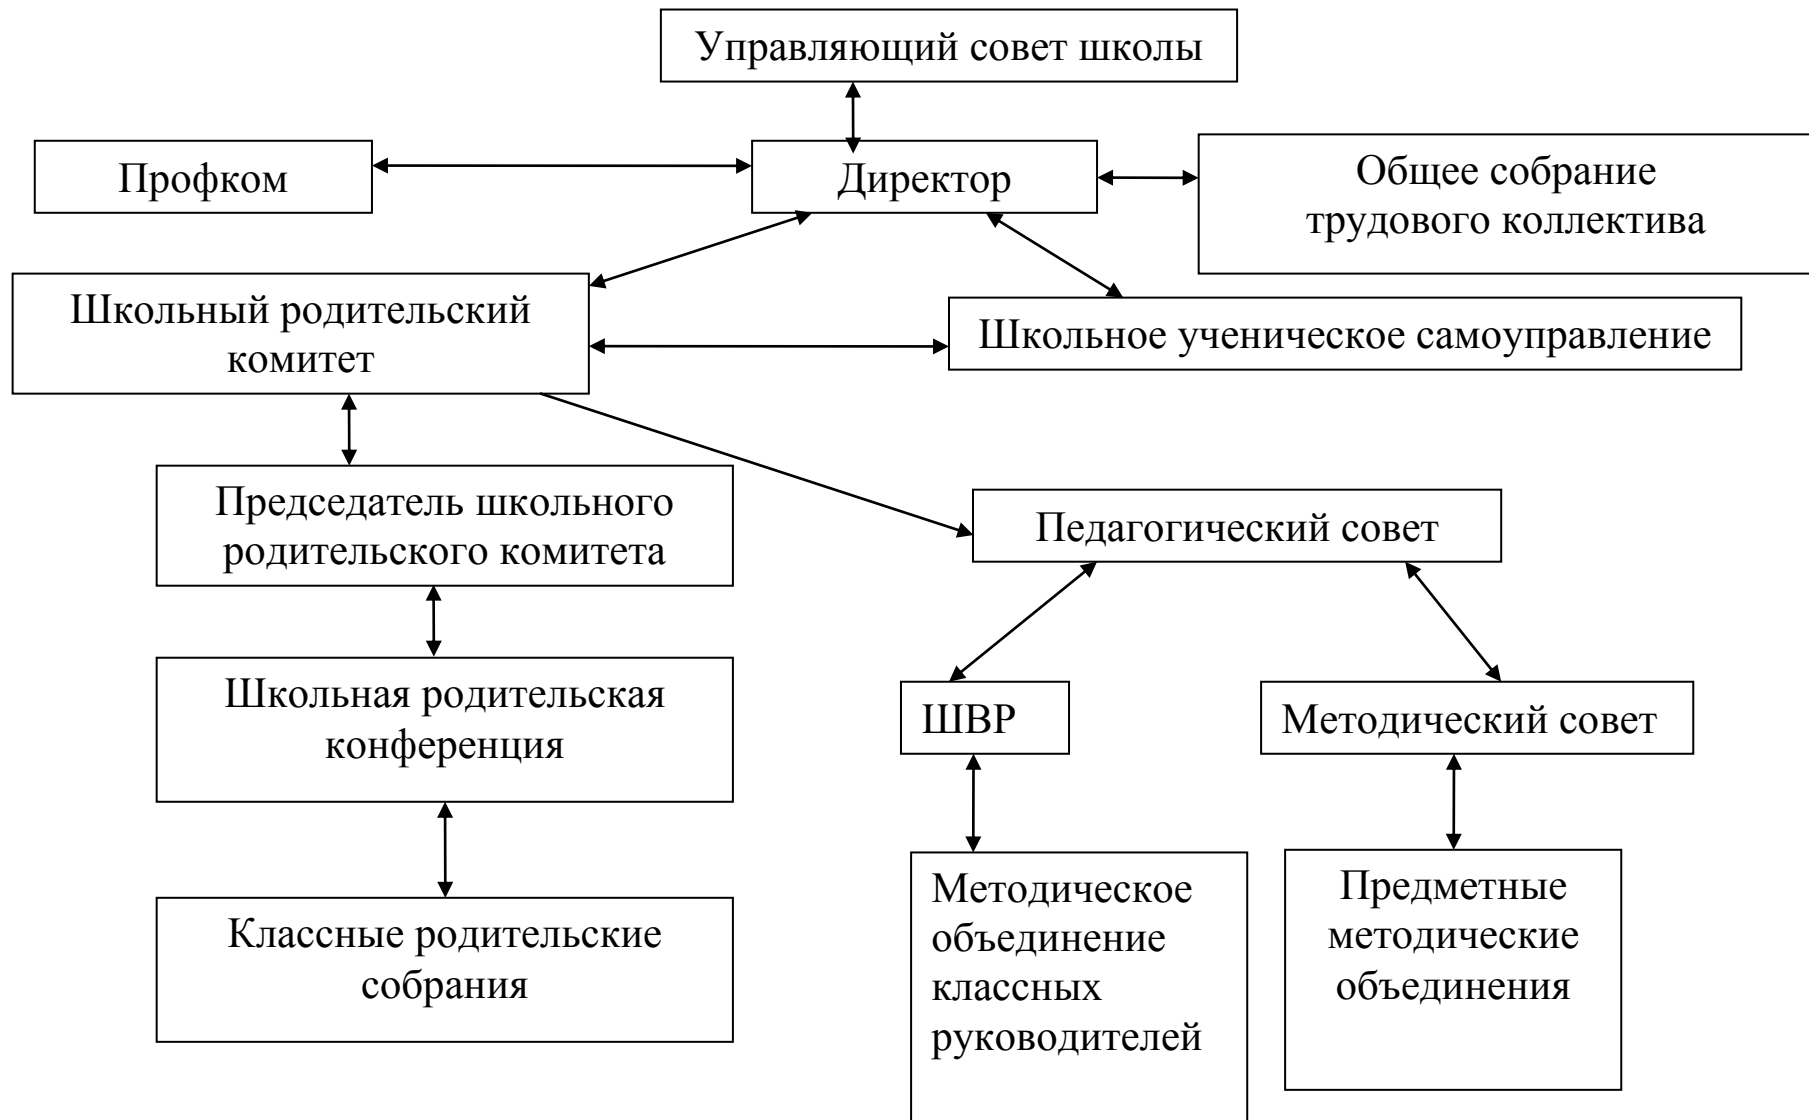 Управляющий совет школы
Профком
Директор
Общее собрание
трудового коллектива
Школьный родительский
комитет
Школьное ученическое самоуправление
Председатель школьного
родительского комитета
Педагогический совет
Школьная родительская
конференция
ШВР
Методический совет
Классные родительские
собрания
Методическое
объединение
классных
руководителей
Предметные
методические
объединения